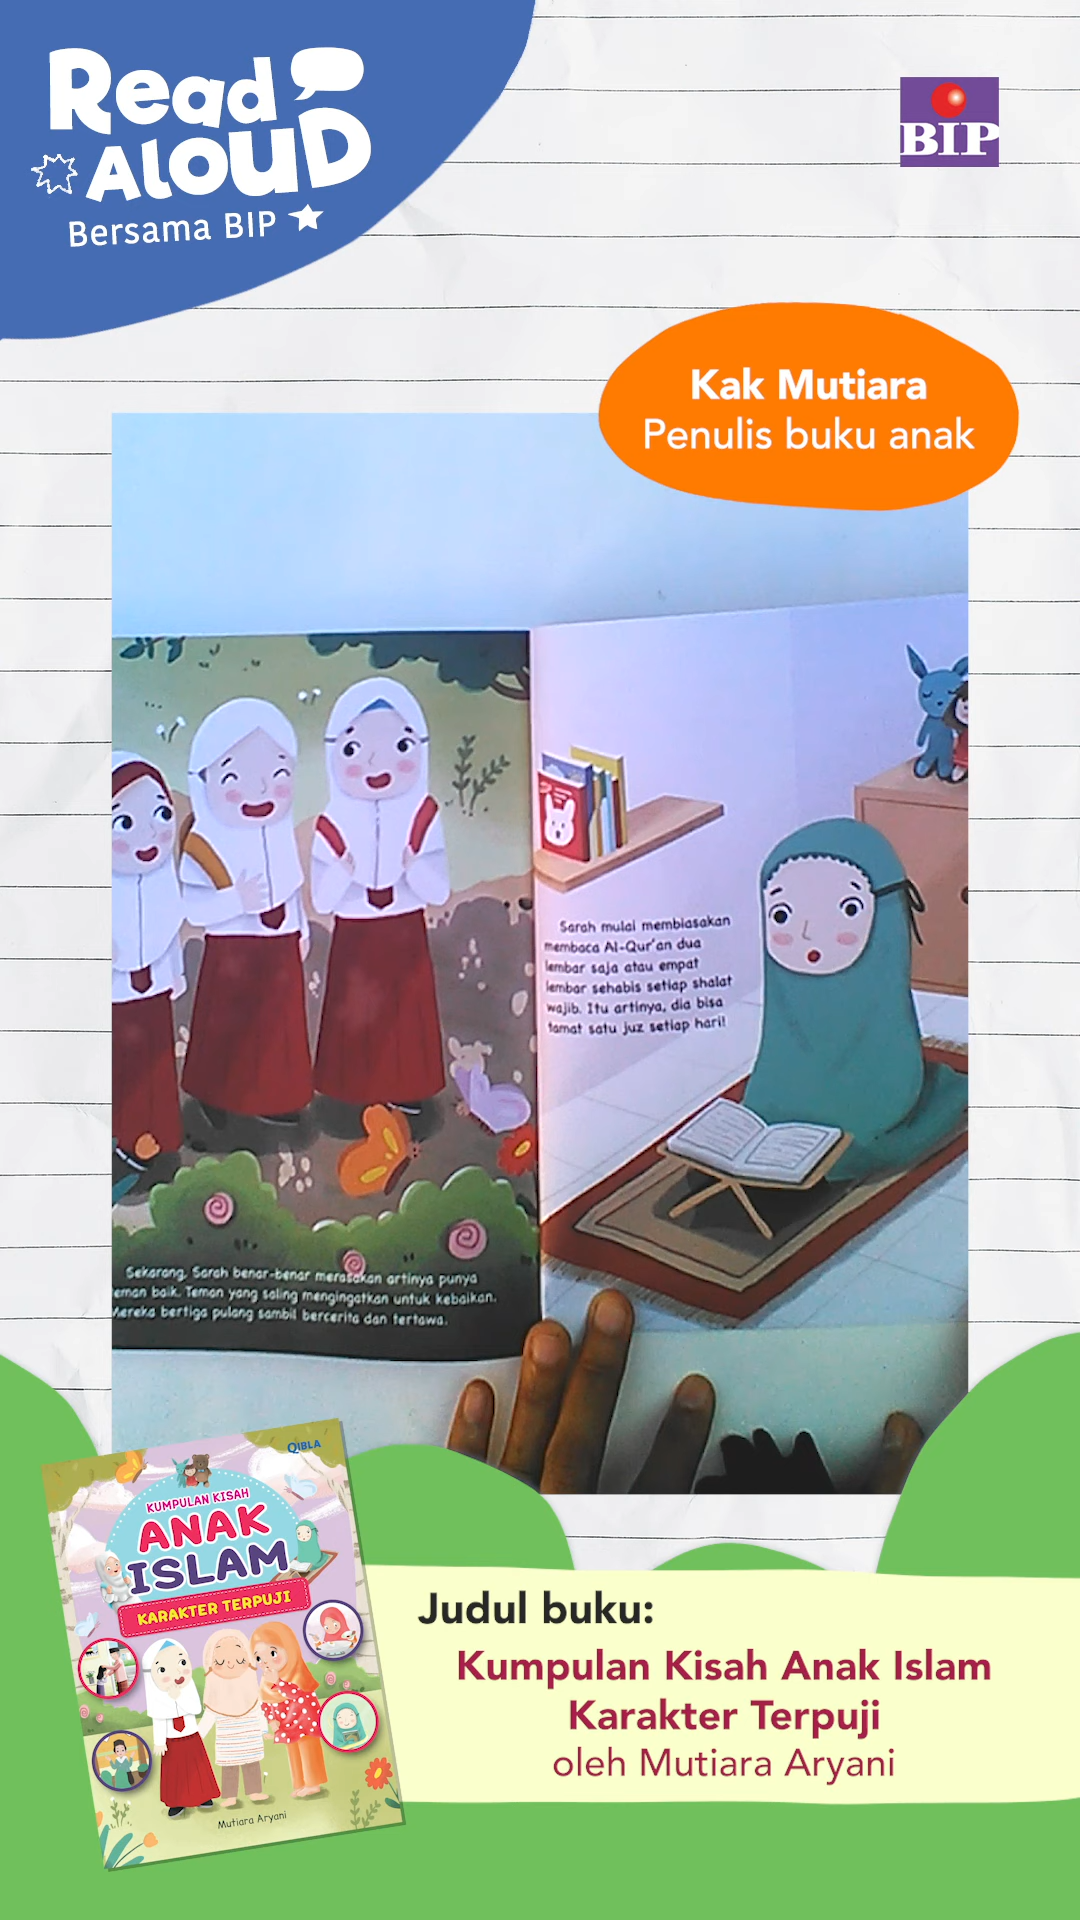 Read
Aloud
Bersama BIP
BIP
Kak Mutiara
Penulis buku anak
Sarah mulai membiasakan
membaca Al-Qur'an dua
lembar saja atau empat
lembar sehabis setiap shalat
wajib. Itu artinya, dia bisa
tamat satu juz setiap hari!
Sekarang, Sarah benar-benar merasakan artinya punya
teman baik. Teman yang saling mengingatkan untuk kebaikan.
Mereka bertiga pulang sambil bercerita dan tertawa.
QIBLA
KUMPULAN KISAH
ANAK
ISLAM
KARAKTER TERPUJI
Mutiara Aryani
Judul buku:
Kumpulan Kisah Anak Islam
Karakter Terpuji
oleh Mutiara Aryani